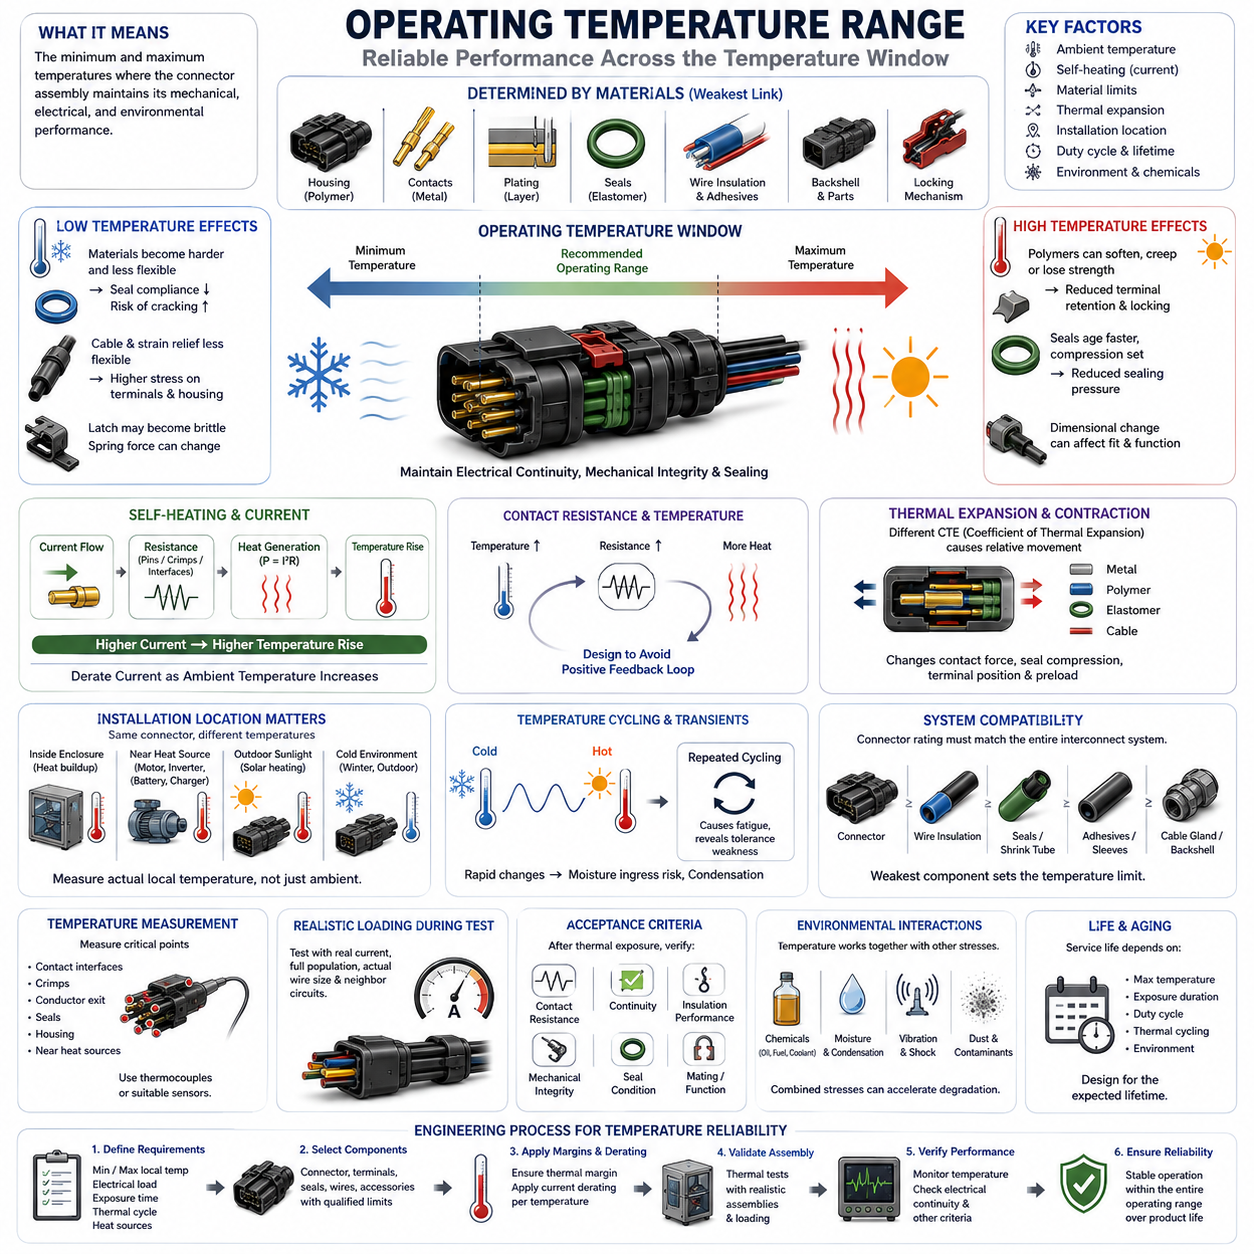 OPERATING TEMPERATURE RANGE
Reliable Performance Across the Temperature Window
WHAT IT MEANS
The minimum and maximum
temperatures where the connector
assembly maintains its mechanical,
electrical, and environmental
performance.
DETERMINED BY MATERIALS (Weakest Link)
Housing
(Polymer)
Contacts
(Metal)
Plating
(Layer)
Seals
(Elastomer)
Wire Insulation
& Adhesives
Backshell
& Parts
Locking
Mechanism
KEY FACTORS
Ambient temperature
Self-heating (current)
Material limits
Thermal expansion
Installation location
Duty cycle & lifetime
Environment & chemicals
LOW TEMPERATURE EFFECTS
Materials become harder
and less flexible
→ Seal compliance ↓
Risk of cracking ↑
Cable & strain relief less
flexible
→ Higher stress on
terminals & housing
Latch may become brittle
Spring force can change
OPERATING TEMPERATURE WINDOW
Minimum
Temperature
Recommended
Operating Range
Maximum
Temperature
Maintain Electrical Continuity, Mechanical Integrity & Sealing
HIGH TEMPERATURE EFFECTS
Polymers can soften, creep
or lose strength
→ Reduced terminal
retention & locking
Seals age faster,
compression set
→ Reduced sealing
pressure
Dimensional change
can affect fit & function
SELF-HEATING & CURRENT
Current Flow
Resistance
(Pins / Crimps /
Interfaces)
Heat Generation
(P = I²R)
Temperature Rise
Higher Current → Higher Temperature Rise
Derate Current as Ambient Temperature Increases
CONTACT RESISTANCE & TEMPERATURE
Temperature ↑
Resistance ↑
More Heat
Design to Avoid
Positive Feedback Loop
THERMAL EXPANSION & CONTRACTION
Different CTE (Coefficient of Thermal Expansion)
causes relative movement
Metal
Polymer
Elastomer
Cable
Changes contact force, seal compression,
terminal position & preload
INSTALLATION LOCATION MATTERS
Same connector, different temperatures
Inside Enclosure
(Heat buildup)
Near Heat Source
(Motor, Inverter,
(Battery, Charger)
Outdoor Sunlight
(Solar heating)
Cold Environment
(Winter, Outdoor)
Measure actual local temperature, not just ambient.
TEMPERATURE CYCLING & TRANSIENTS
Cold
Hot
Repeated Cycling
Causes fatigue,
reveals tolerance
weakness
Rapid changes → Moisture ingress risk, Condensation
SYSTEM COMPATIBILITY
Connector rating must match the entire interconnect system.
≥
≥
≥
≥
Connector
Wire Insulation
Seals /
Shrink Tube
Adhesives /
Sleeves
Cable Gland /
Backshell
Weakest component sets the temperature limit.
TEMPERATURE MEASUREMENT
Measure critical points
• Contact interfaces
• Crimps
• Conductor exit
• Seals
• Housing
• Near heat sources
Use thermocouples
or suitable sensors.
REALISTIC LOADING DURING TEST
Test with real current,
full population, actual
wire size & neighbor
circuits.
A
ACCEPTANCE CRITERIA
After thermal exposure, verify:
Contact
Resistance
Continuity
Insulation
Performance
Mechanical
Integrity
Seal
Condition
Mating /
Function
ENVIRONMENTAL INTERACTIONS
Temperature works together with other stresses.
Chemicals
(Oil, Fuel, Coolant)
Moisture
& Condensation
Vibration
& Shock
Dust &
Contaminants
Combined stresses can accelerate degradation.
LIFE & AGING
Service life depends on:
• Max temperature
• Exposure duration
• Duty cycle
• Thermal cycling
• Environment
Design for the
expected lifetime.
ENGINEERING PROCESS FOR TEMPERATURE RELIABILITY
1. Define Requirements
Min / Max local temp
Electrical load
Exposure time
Thermal cycle
Heat sources
2. Select Components
Connector, terminals,
seals, wires, accessories
with qualified limits
3. Apply Margins & Derating
Ensure thermal margin
Apply current derating
per temperature
4. Validate Assembly
Thermal tests
with realistic
assemblies
& loading
5. Verify Performance
Monitor temperature
Check electrical
continuity &
other criteria
6. Ensure Reliability
Stable operation
within the entire
operating range
over product life